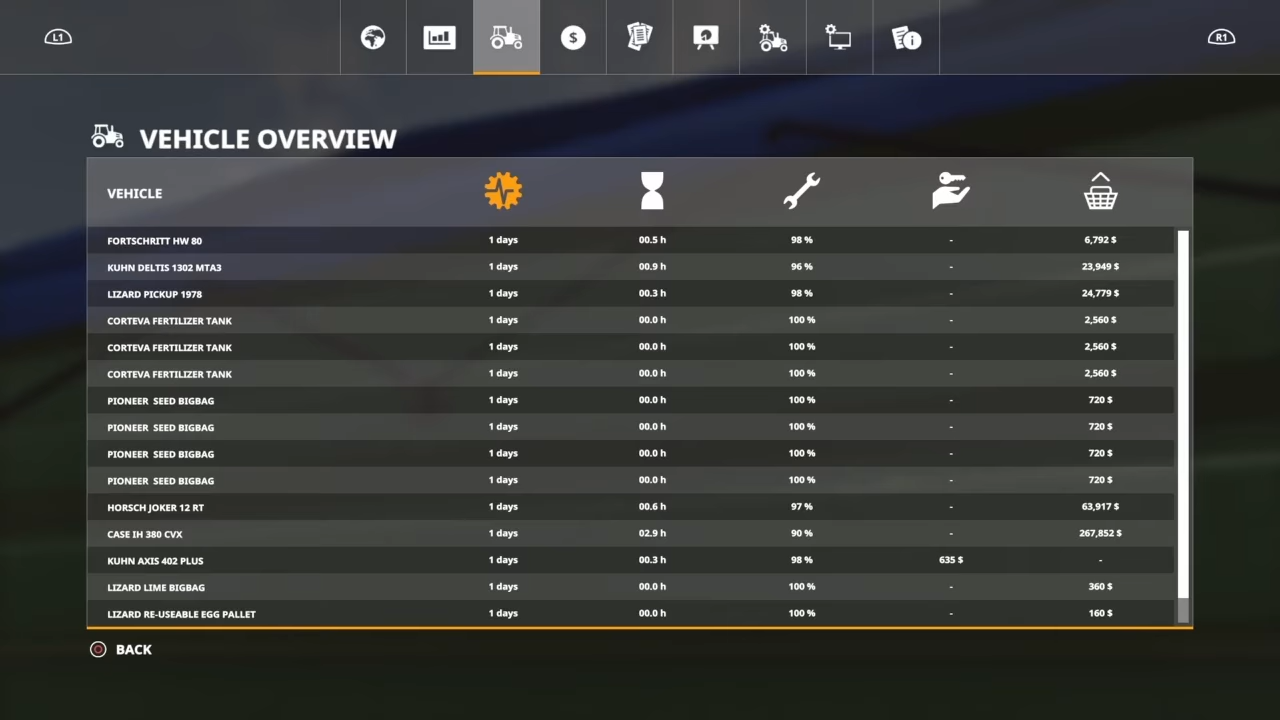 L1
$
R1
VEHICLE OVERVIEW
VEHICLE
FORTSCHRITT HW 80 1 days 00.5 h 98 % - 6,792 $
KUHN DELTIS 1302 MTA3 1 days 00.9 h 96 % - 23,949 $
LIZARD PICKUP 1978 1 days 00.3 h 98 % - 24,779 $
CORTEVA FERTILIZER TANK 1 days 00.0 h 100 % - 2,560 $
CORTEVA FERTILIZER TANK 1 days 00.0 h 100 % - 2,560 $
CORTEVA FERTILIZER TANK 1 days 00.0 h 100 % - 2,560 $
PIONEER SEED BIGBAG 1 days 00.0 h 100 % - 720 $
PIONEER SEED BIGBAG 1 days 00.0 h 100 % - 720 $
PIONEER SEED BIGBAG 1 days 00.0 h 100 % - 720 $
PIONEER SEED BIGBAG 1 days 00.0 h 100 % - 720 $
HORSCH JOKER 12 RT 1 days 00.6 h 97 % - 63,917 $
CASE IH 380 CVX 1 days 02.9 h 90 % - 267,852 $
KUHN AXIS 402 PLUS 1 days 00.3 h 98 % 635 $ -
LIZARD LIME BIGBAG 1 days 00.0 h 100 % - 360 $
LIZARD RE-USEABLE EGG PALLET 1 days 00.0 h 100 % - 160 $
BACK